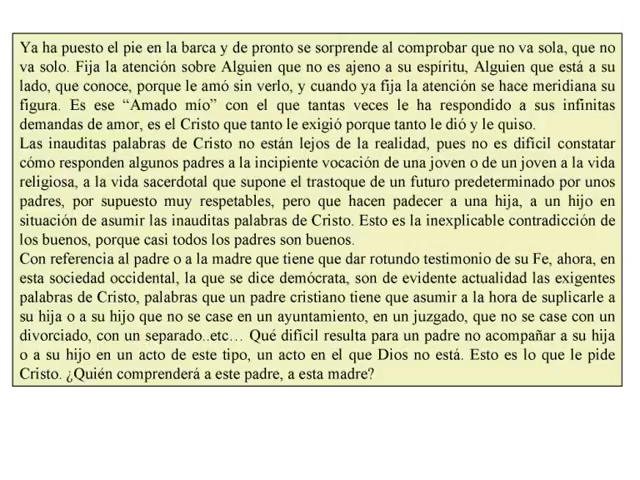 Ya ha puesto el pie en la barca y de pronto se sorprende al comprobar que no va sola, que no
va solo. Fija la atención sobre Alguien que no es ajeno a su espíritu, Alguien que está a su
lado, que conoce, porque le amó sin verlo, y cuando ya fija la atención se hace meridiana su
figura. Es ese “Amado mío” con el que tantas veces le ha respondido a sus infinitas
demandas de amor, es el Cristo que tanto le exigió porque tanto le dió y le quiso.
Las inauditas palabras de Cristo no están lejos de la realidad, pues no es difícil constatar
cómo responden algunos padres a la incipiente vocación de una joven o de un joven a la vida
religiosa, a la vida sacerdotal que supone el trastoque de un futuro predeterminado por unos
padres, por supuesto muy respetables, pero que hacen padecer a una hija, a un hijo en
situación de asumir las inauditas palabras de Cristo. Esto es la inexplicable contradicción de
los buenos, porque casi todos los padres son buenos.
Con referencia al padre o a la madre que tiene que dar rotundo testimonio de su Fe, ahora, en
esta sociedad occidental, la que se dice demócrata, son de evidente actualidad las exigentes
palabras de Cristo, palabras que un padre cristiano tiene que asumir a la hora de suplicarle a
su hija o a su hijo que no se case en un ayuntamiento, en un juzgado, que no se case con un
divorciado, con un separado..etc… Qué difícil resulta para un padre no acompañar a su hija
o a su hijo en un acto de este tipo, un acto en el que Dios no está. Esto es lo que le pide
Cristo. ¿Quién comprenderá a este padre, a esta madre?